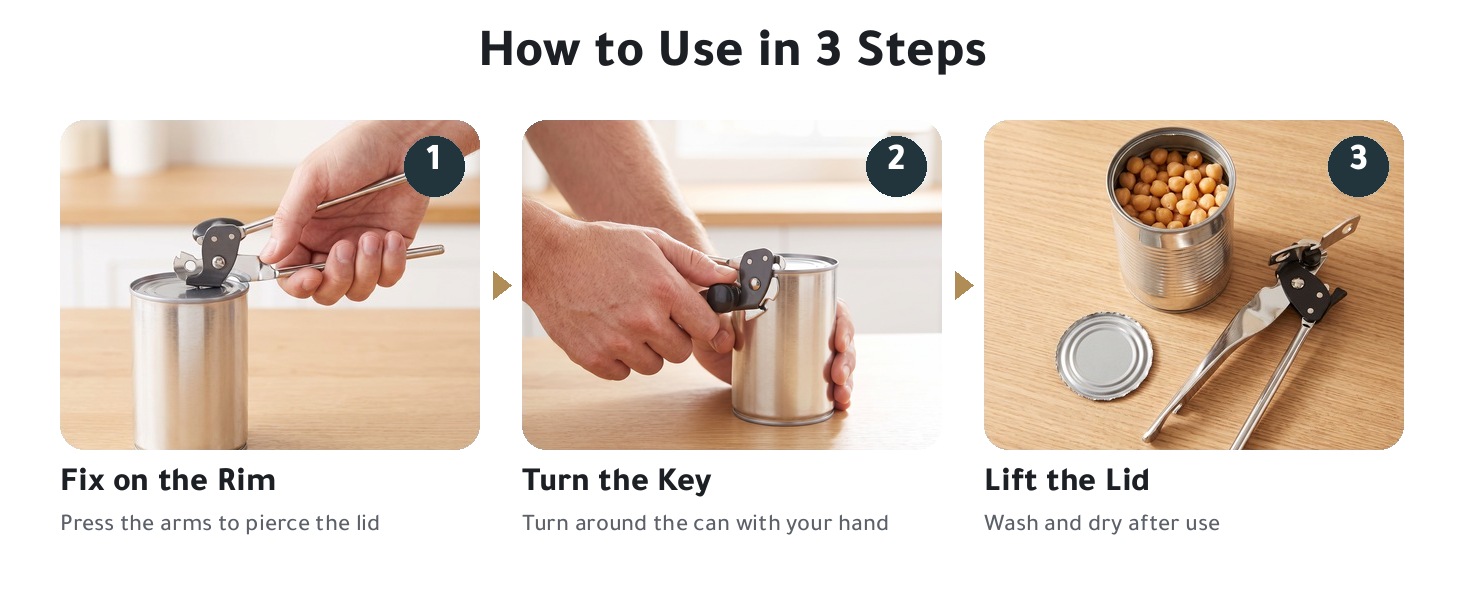 How to Use in 3 Steps
1
2
3
Fix on the Rim
Press the arms to pierce the lid
Turn the Key
Turn around the can with your hand
Lift the Lid
Wash and dry after use